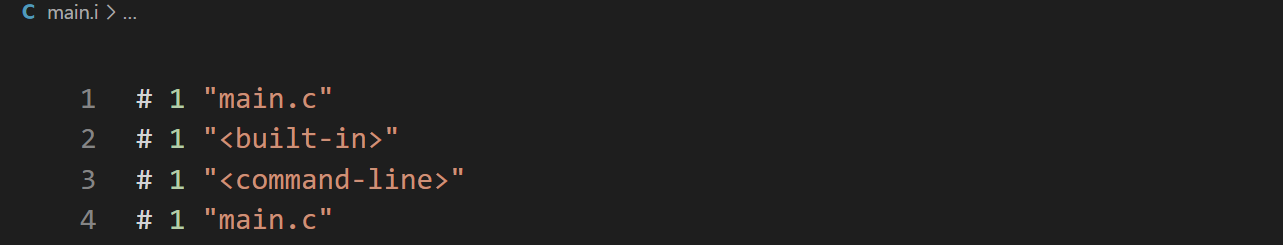 C main.i > ...
1 # 1 "main.c"
2 # 1 "<built-in>"
3 # 1 "<command-line>"
4 # 1 "main.c"